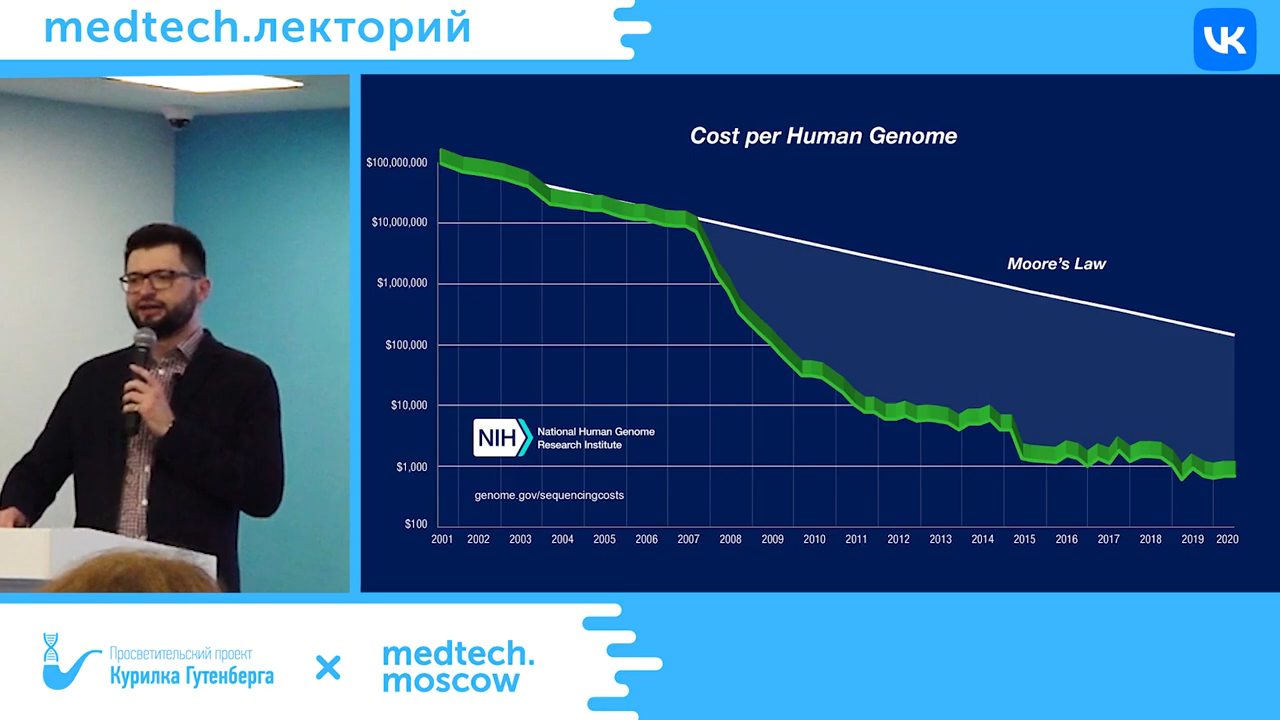 medtech.лекторий
VK
Cost per Human Genome
$100,000,000
$10,000,000
$1,000,000
$100,000
$10,000
$1,000
$100
Moore's Law
NIH
National Human Genome
Research Institute
genome.gov/sequencingcosts
2001 2002 2003 2004 2005 2006 2007 2008 2009 2010 2011 2012 2013 2014 2015 2016 2017 2018 2019 2020
Просветительский проект
Курилка Гутенберга
medtech.
moscow